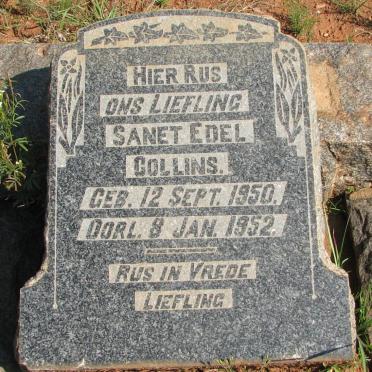 HIER RUS
ONS LIEFLING
SANET EDEL
COLLINS.
GEB. 12 SEPT. 1950.
OORL. 8 JAN. 1952.
RUS IN VREDE
LIEFLING